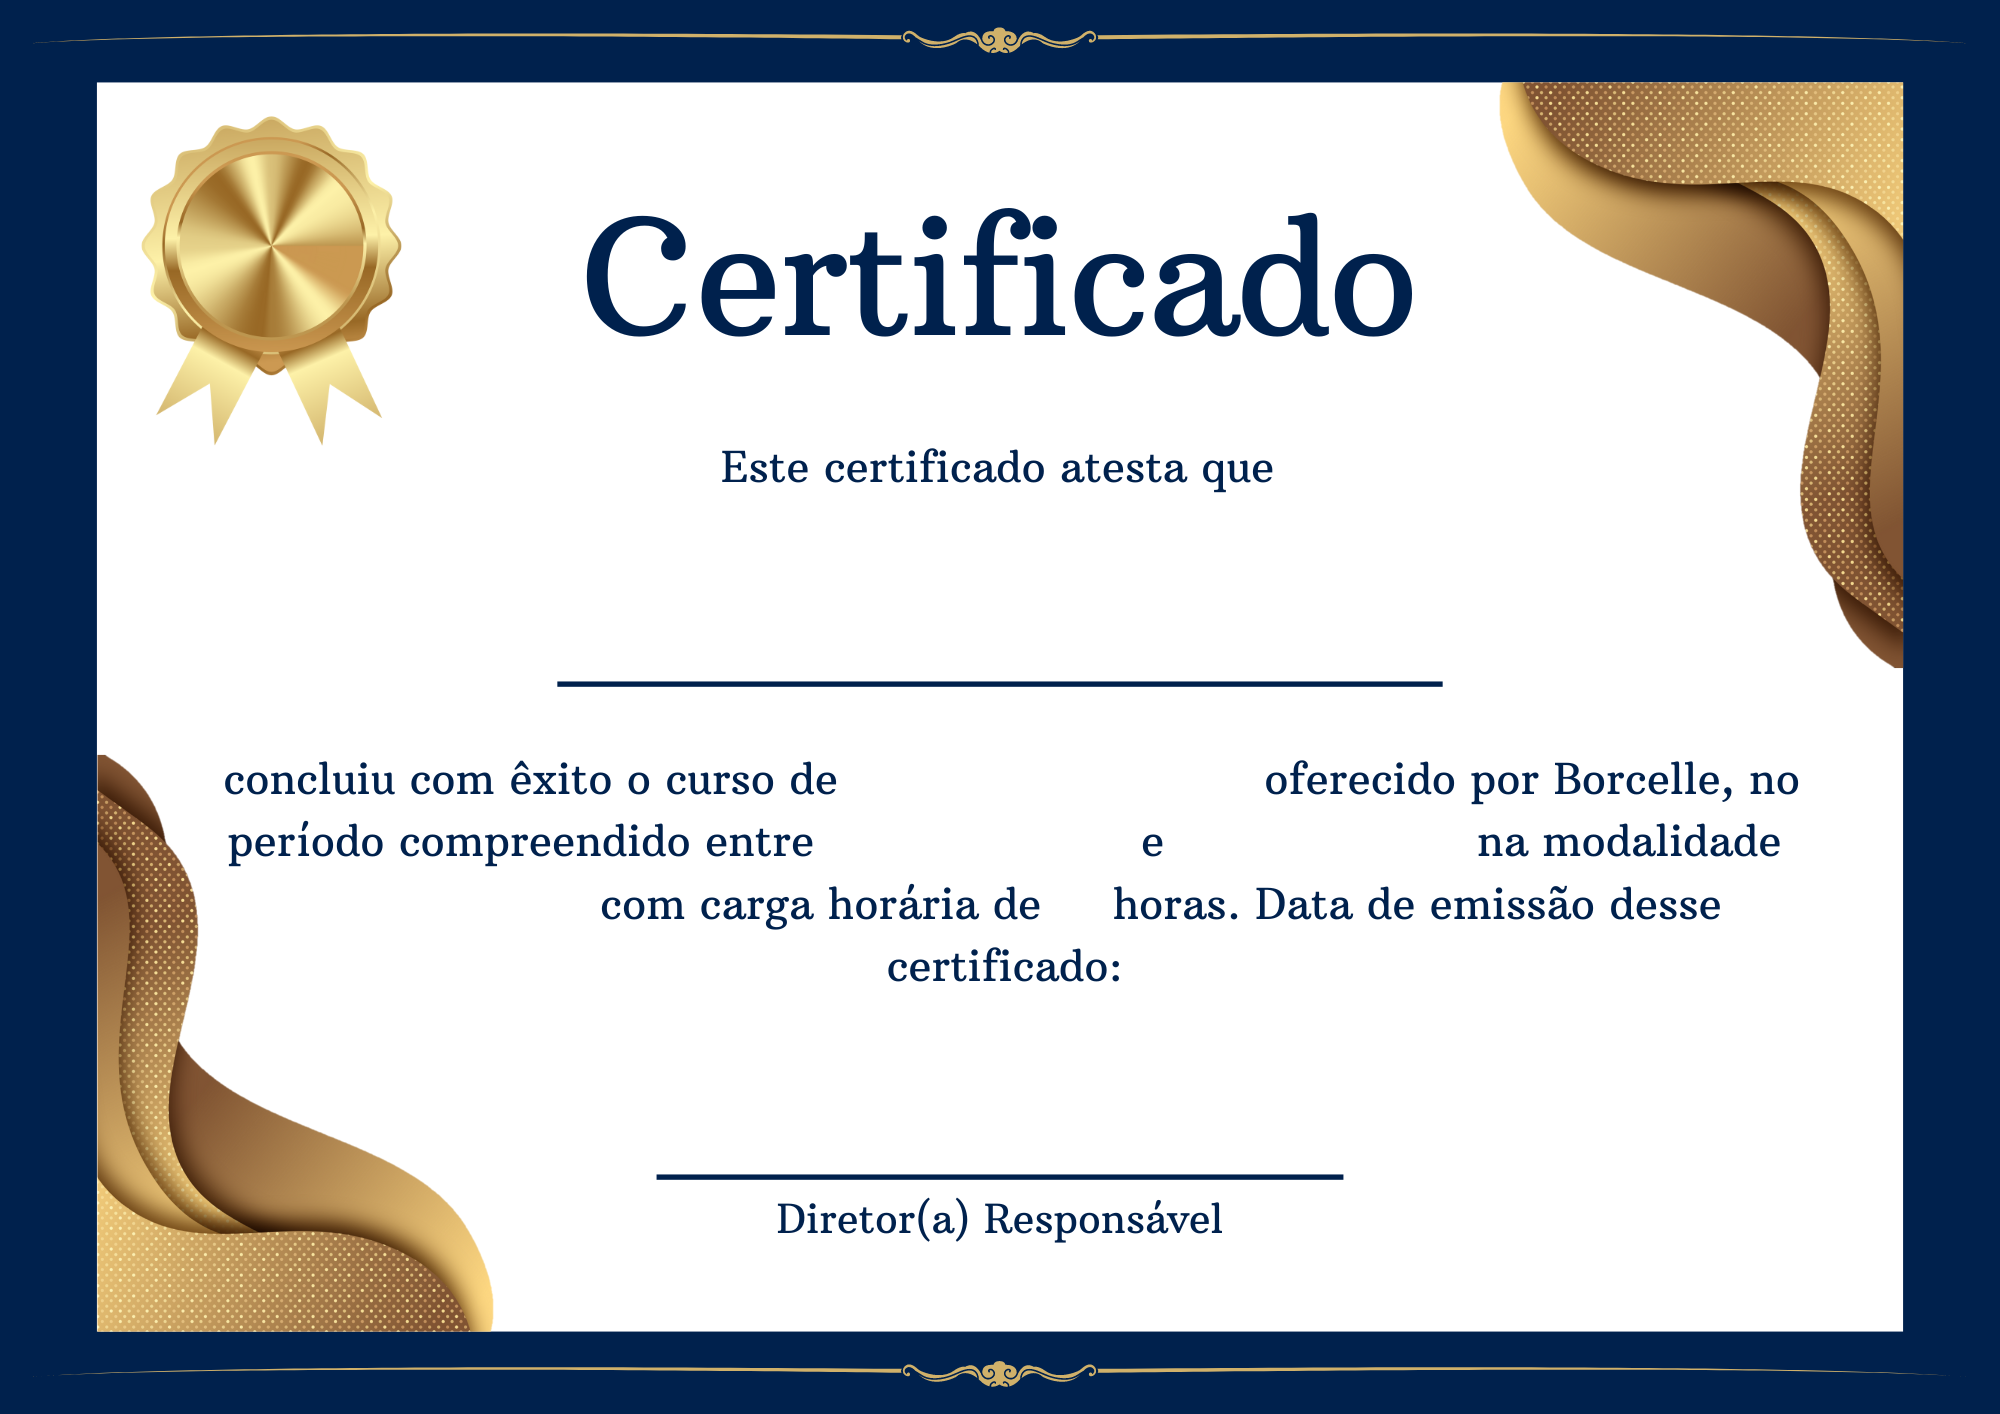 Certificado
Este certificado atesta que
concluiu com êxito o curso de oferecido por Borcelle, no
período compreendido entre e na modalidade
com carga horária de horas. Data de emissão desse
certificado:
Diretor(a) Responsável